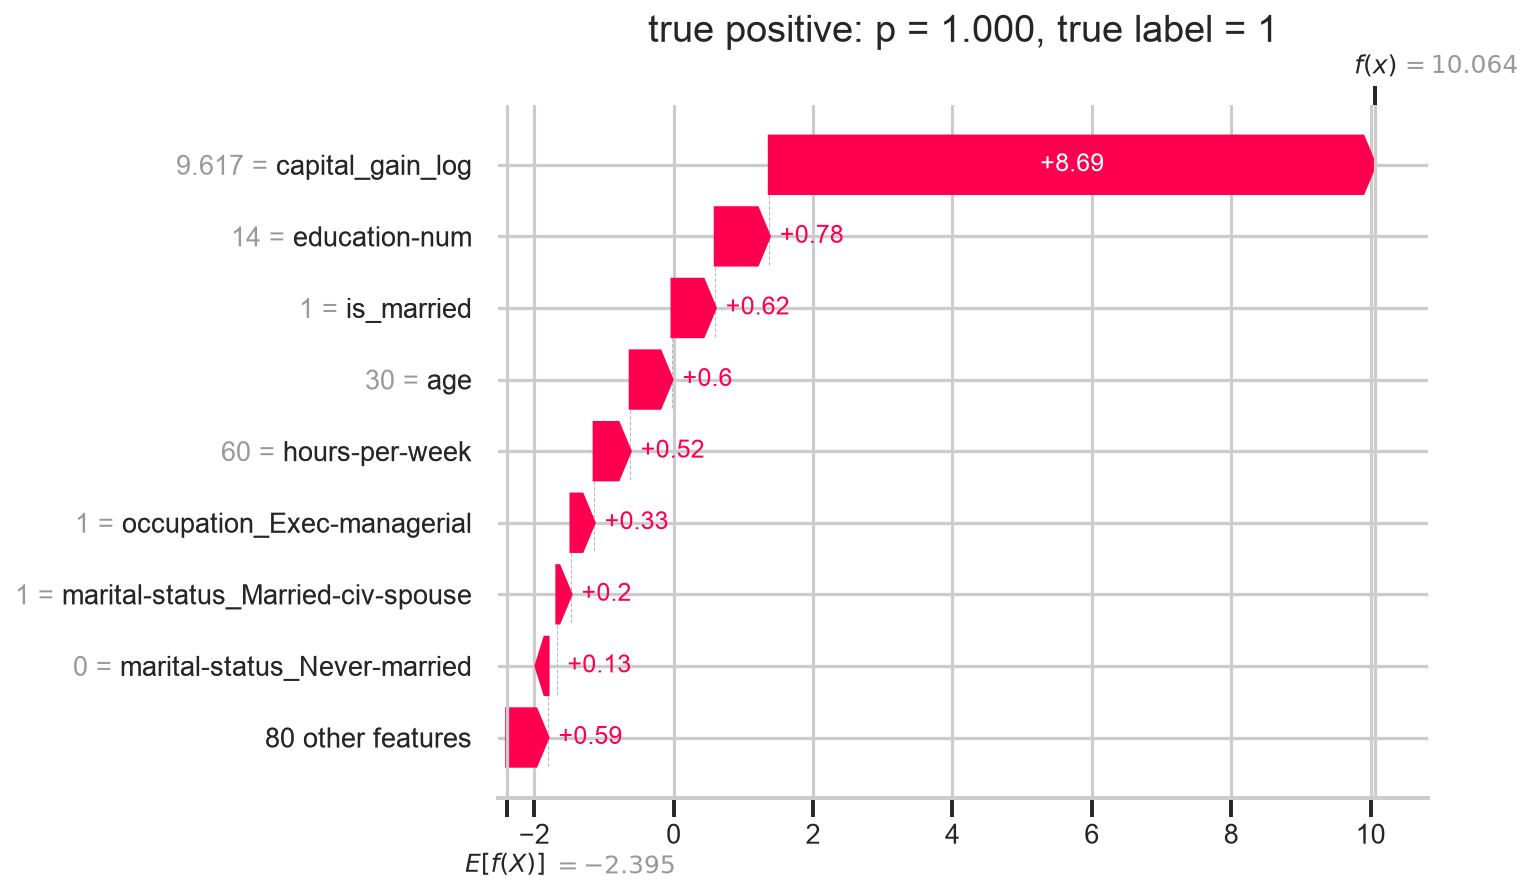 true positive: p = 1.000, true label = 1
f(x) = 10.064
9.617 = capital_gain_log
+8.69
14 = education-num
+0.78
1 = is_married
+0.62
30 = age
+0.6
60 = hours-per-week
+0.52
1 = occupation_Exec-managerial
+0.33
1 = marital-status_Married-civ-spouse
+0.2
0 = marital-status_Never-married
+0.13
80 other features
+0.59
−2 0 2 4 6 8 10
E[f(X)] = −2.395